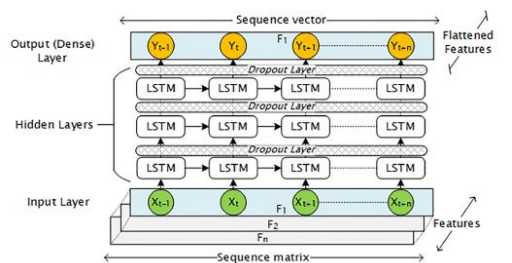 Sequence vector
Output (Dense)
Layer
F1
Flattened
Features
Yt-1 Yt Yt+1 Yt+n
Dropout Layer
LSTM LSTM LSTM LSTM
Dropout Layer
Hidden Layers
LSTM LSTM LSTM LSTM
Dropout Layer
LSTM LSTM LSTM LSTM
Input Layer
Xt-1 Xt Xt+1 Xt+n
F1
F2
Fn
Features
Sequence matrix